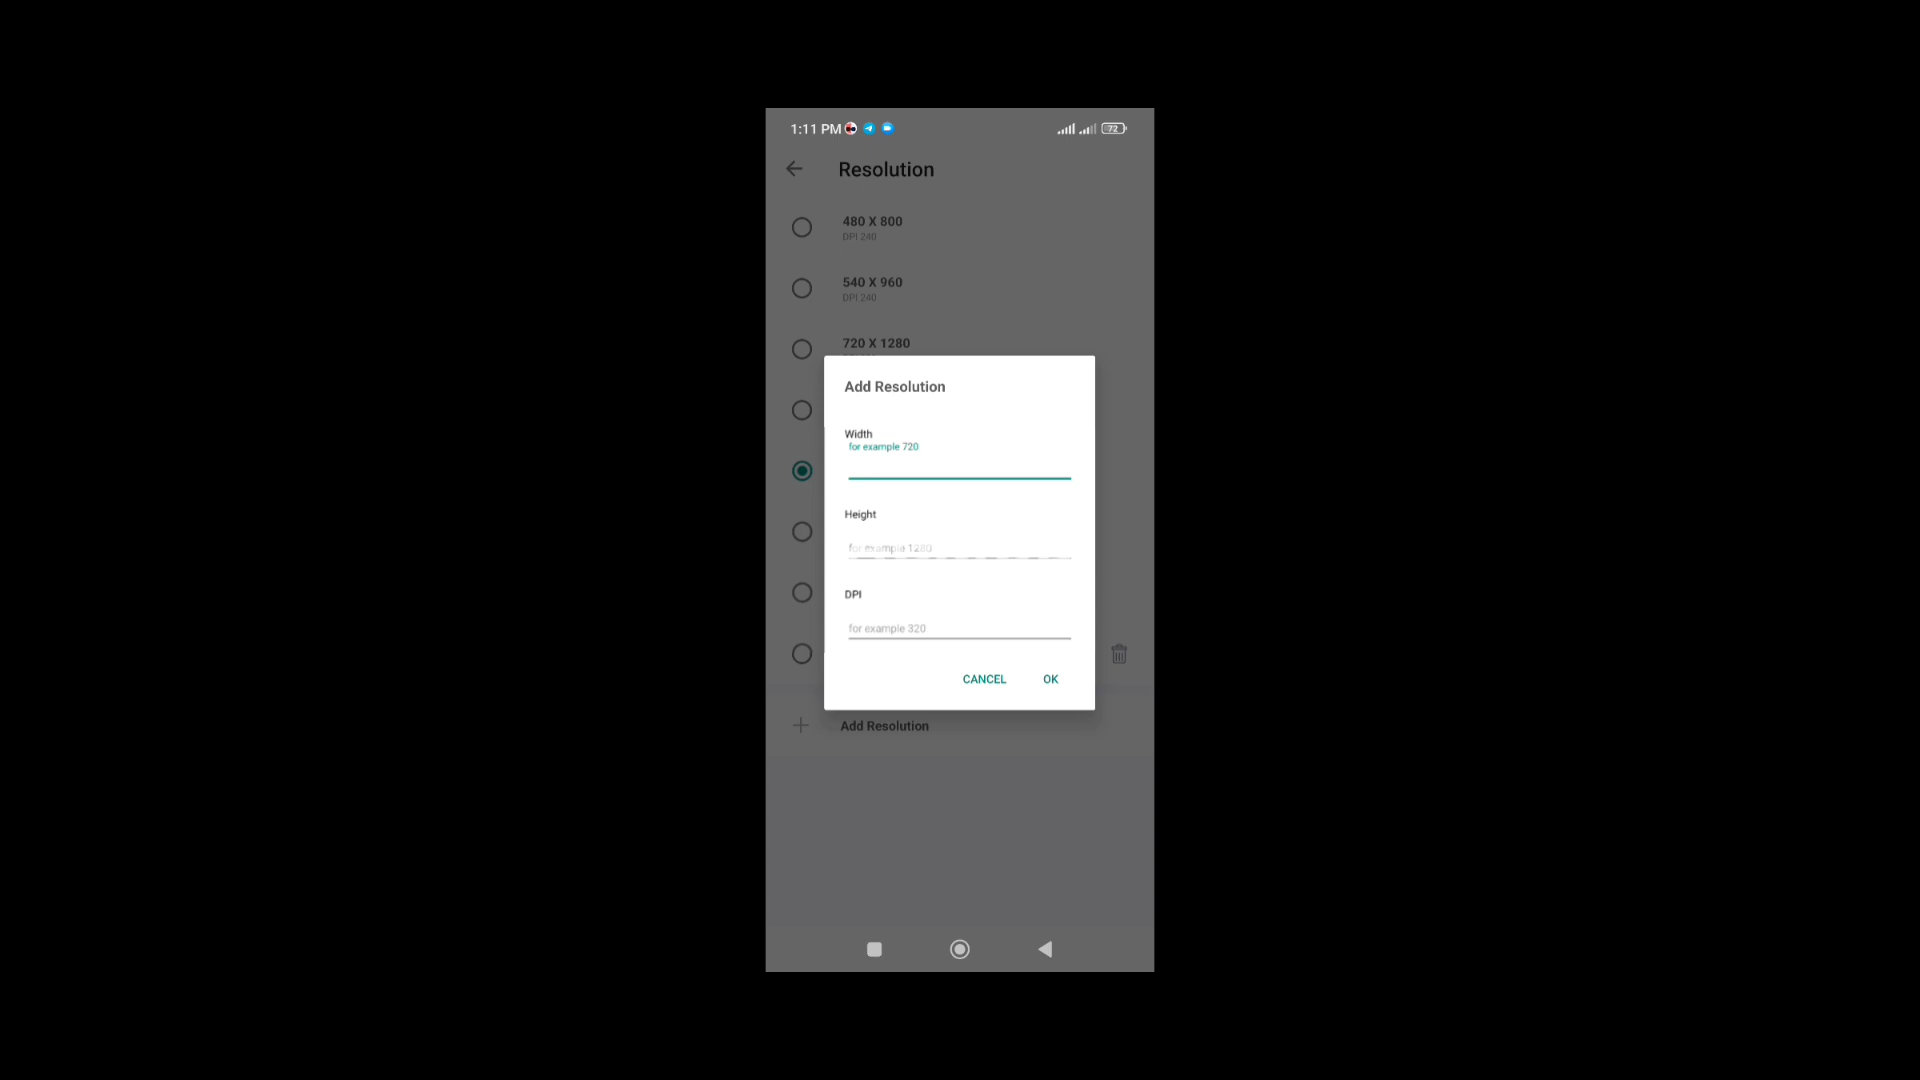 1:11 PM
72
Resolution
480 X 800
DPI 240
540 X 960
DPI 240
720 X 1280
Add Resolution
Width
for example 720
Height
for example 1280
DPI
for example 320
CANCEL
OK
Add Resolution